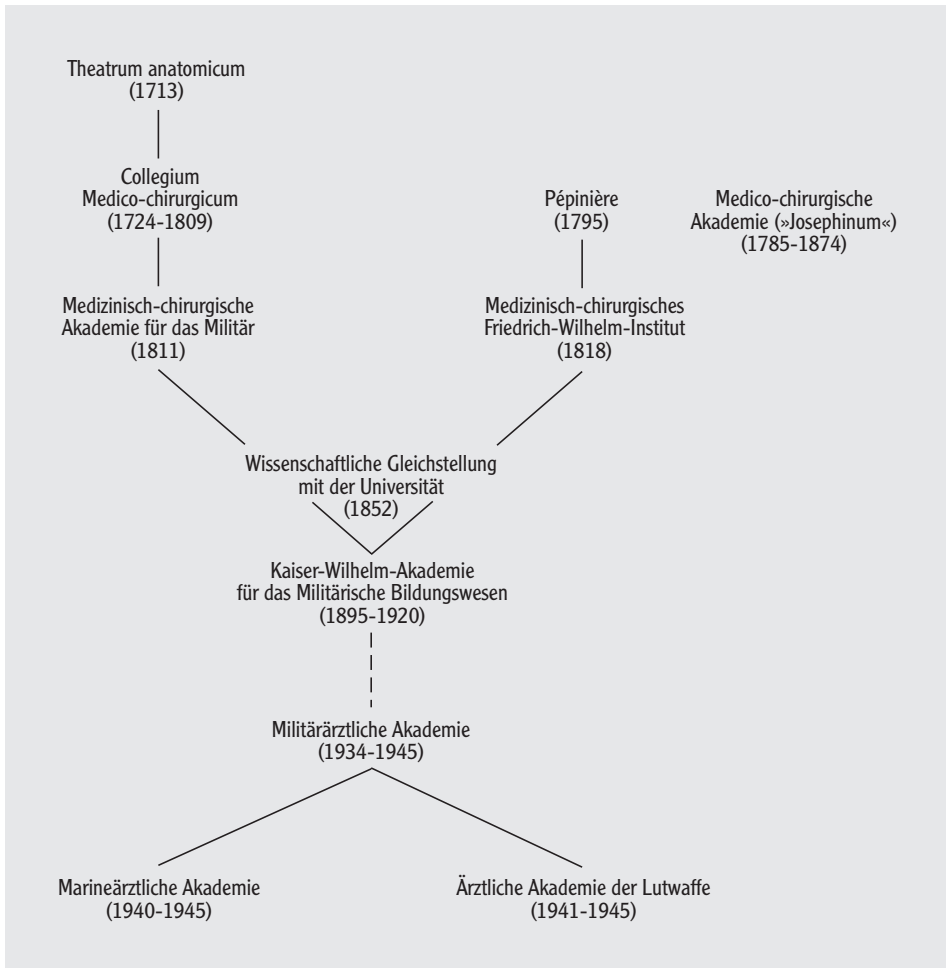 Theatrum anatomicum
(1713)
Collegium
Medico-chirurgicum
(1724-1809)
Pépinière
(1795)
Medico-chirurgische
Akademie (»Josephinum«)
(1785-1874)
Medizinisch-chirurgische
Akademie für das Militär
(1811)
Medizinisch-chirurgisches
Friedrich-Wilhelm-Institut
(1818)
Wissenschaftliche Gleichstellung
mit der Universität
(1852)
Kaiser-Wilhelm-Akademie
für das Militärische Bildungswesen
(1895-1920)
Militärärztliche Akademie
(1934-1945)
Marineärztliche Akademie
(1940-1945)
Ärztliche Akademie der Lutwaffe
(1941-1945)